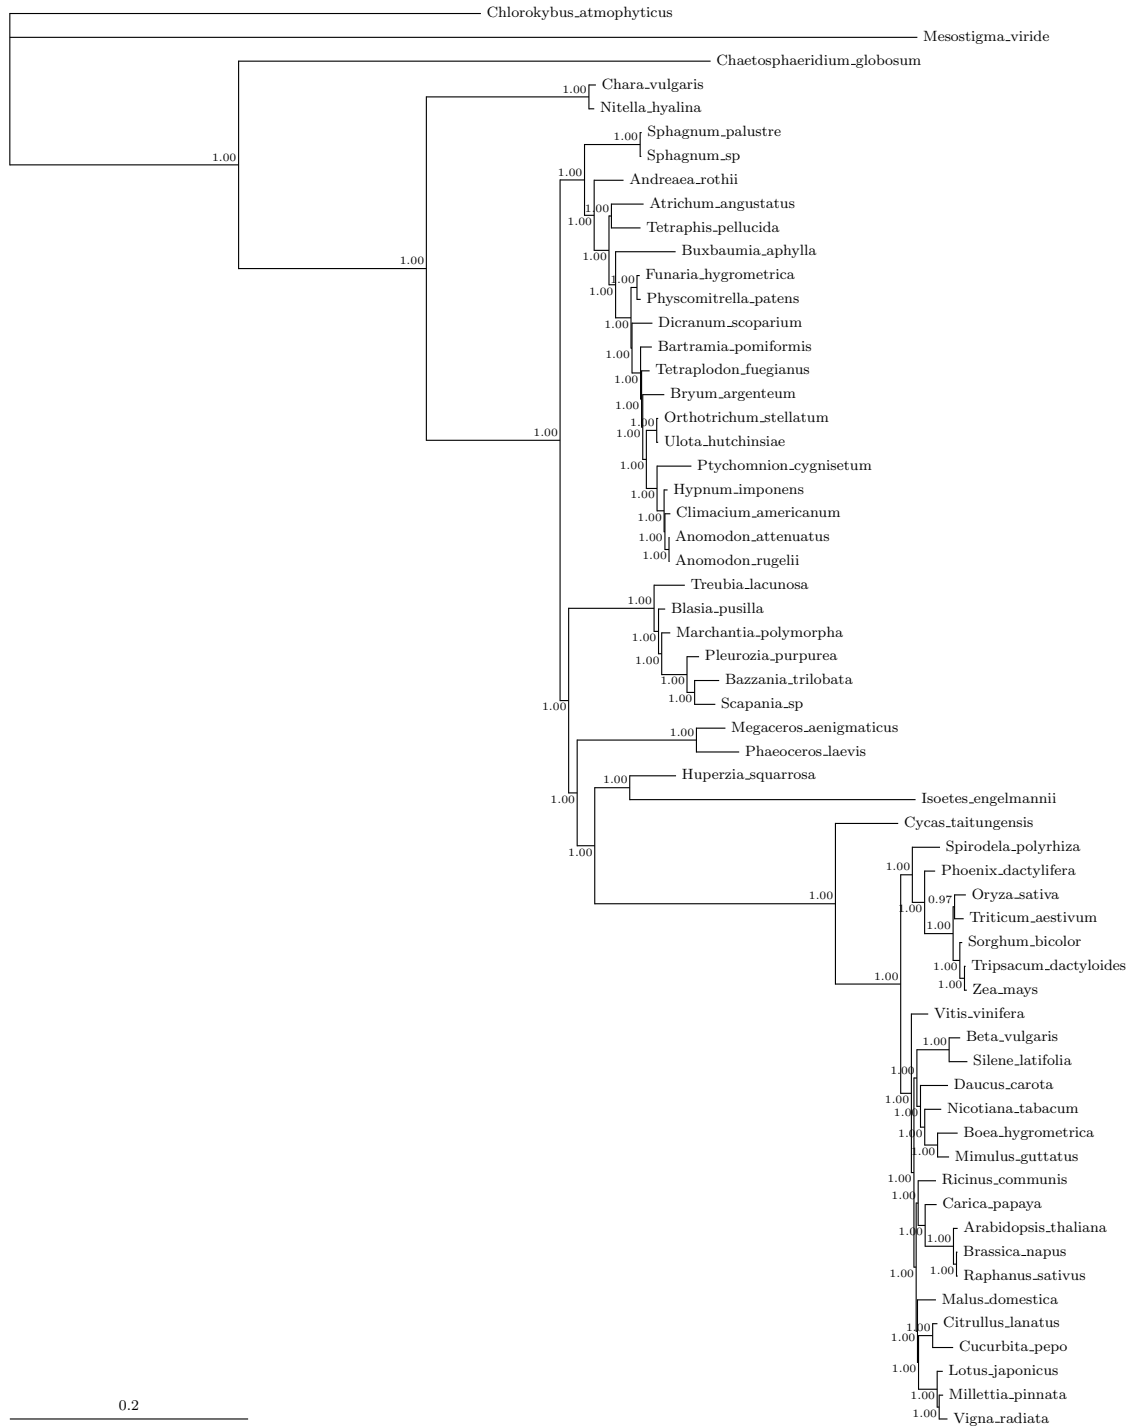 Chlorokybus_atmophyticus
Mesostigma_viride
Chaetosphaeridium_globosum
1.00 Chara_vulgaris
Nitella_hyalina
1.00 Sphagnum_palustre
1.00 Sphagnum_sp
1.00 Andreaea_rothii
1.00 Atrichum_angustatus
1.00 Tetraphis_pellucida
1.00 Buxbaumia_aphylla
1.00 Funaria_hygrometrica
1.00 Physcomitrella_patens
1.00 Dicranum_scoparium
1.00 Bartramia_pomiformis
1.00 Tetraplodon_fuegianus
1.00 Bryum_argenteum
1.00 Orthotrichum_stellatum
1.00 Ulota_hutchinsiae
1.00 Ptychomnion_cygnisetum
1.00 Hypnum_imponens
1.00 Climacium_americanum
1.00 Anomodon_attenuatus
1.00 Anomodon_rugelii
Treubia_lacunosa
1.00 Blasia_pusilla
1.00 Marchantia_polymorpha
1.00 Pleurozia_purpurea
1.00 Bazzania_trilobata
1.00 Scapania_sp
1.00 Megaceros_aenigmaticus
1.00 Phaeoceros_laevis
1.00 Huperzia_squarrosa
1.00 Isoetes_engelmannii
Cycas_taitungensis
1.00 Spirodela_polyrhiza
1.00 Phoenix_dactylifera
1.00 0.97 Oryza_sativa
1.00 Triticum_aestivum
Sorghum_bicolor
1.00 Tripsacum_dactyloides
1.00 1.00 Zea_mays
Vitis_vinifera
1.00 Beta_vulgaris
Silene_latifolia
1.00 Daucus_carota
1.00 1.00 Nicotiana_tabacum
1.00 Boea_hygrometrica
1.00 Mimulus_guttatus
1.00 Ricinus_communis
1.00 Carica_papaya
1.00 Arabidopsis_thaliana
1.00 Brassica_napus
1.00 1.00 Raphanus_sativus
Malus_domestica
1.00 Citrullus_lanatus
1.00 Cucurbita_pepo
1.00 Lotus_japonicus
1.00 Millettia_pinnata
0.2 1.00 Vigna_radiata